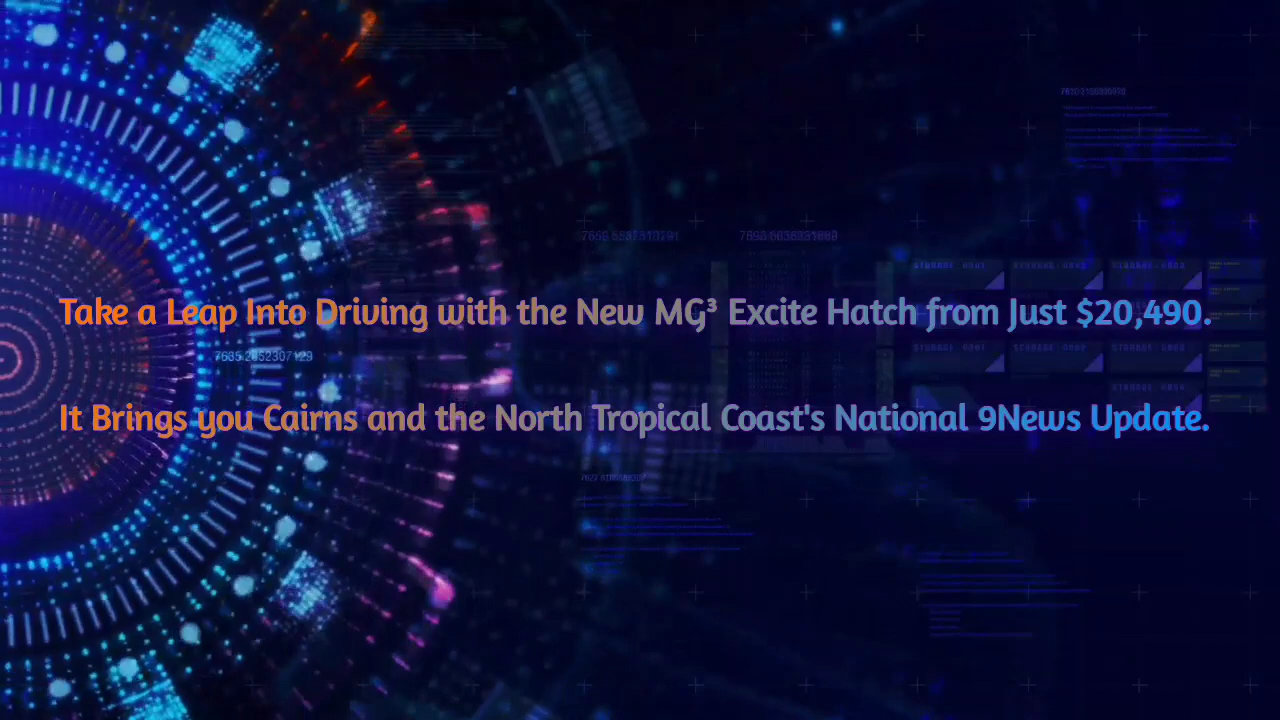 Take a Leap Into Driving with the New MG³ Excite Hatch from Just $20,490.
It Brings you Cairns and the North Tropical Coast's National 9News Update.